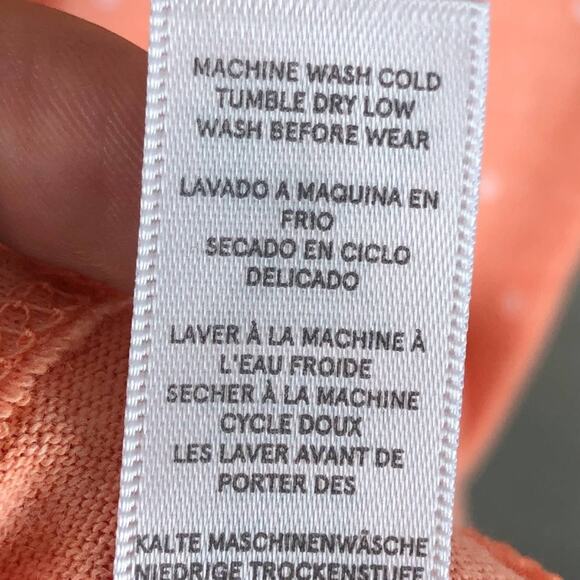 MACHINE WASH COLD
TUMBLE DRY LOW
WASH BEFORE WEAR
LAVADO A MAQUINA EN
FRIO
SECADO EN CICLO
DELICADO
LAVER À LA MACHINE À
L'EAU FROIDE
SECHER À LA MACHINE
CYCLE DOUX
LES LAVER AVANT DE
PORTER DES
KALTE MASCHINENWÄSCHE
NIEDRIGE TROCKENSTUFE